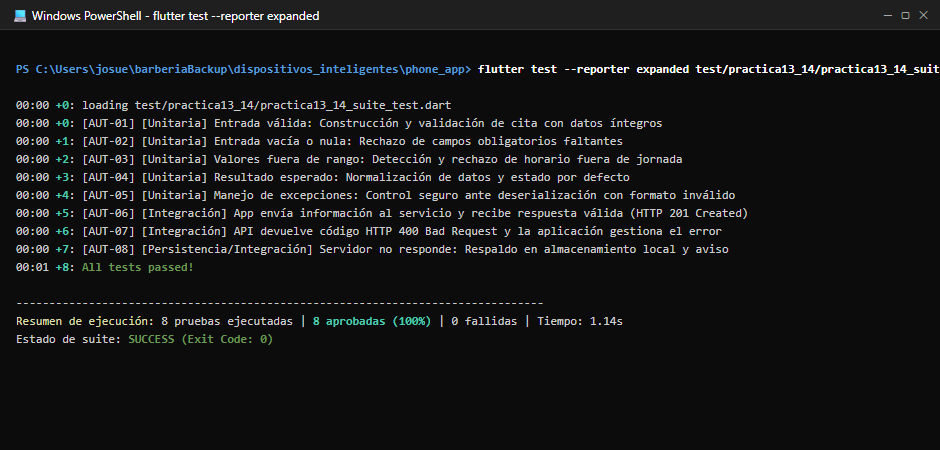 Windows PowerShell - flutter test --reporter expanded
PS C:\Users\josue\barberiaBackup\dispositivos_inteligentes\phone_app> flutter test --reporter expanded test/practica13_14/practica13_14_suit
00:00 +0: loading test/practica13_14/practica13_14_suite_test.dart
00:00 +0: [AUT-01] [Unitaria] Entrada válida: Construcción y validación de cita con datos íntegros
00:00 +1: [AUT-02] [Unitaria] Entrada vacía o nula: Rechazo de campos obligatorios faltantes
00:00 +2: [AUT-03] [Unitaria] Valores fuera de rango: Detección y rechazo de horario fuera de jornada
00:00 +3: [AUT-04] [Unitaria] Resultado esperado: Normalización de datos y estado por defecto
00:00 +4: [AUT-05] [Unitaria] Manejo de excepciones: Control seguro ante deserialización con formato inválido
00:00 +5: [AUT-06] [Integración] App envía información al servicio y recibe respuesta válida (HTTP 201 Created)
00:00 +6: [AUT-07] [Integración] API devuelve código HTTP 400 Bad Request y la aplicación gestiona el error
00:00 +7: [AUT-08] [Persistencia/Integración] Servidor no responde: Respaldo en almacenamiento local y aviso
00:01 +8: All tests passed!
--------------------------------------------------------------------------------
Resumen de ejecución: 8 pruebas ejecutadas | 8 aprobadas (100%) | 0 fallidas | Tiempo: 1.14s
Estado de suite: SUCCESS (Exit Code: 0)